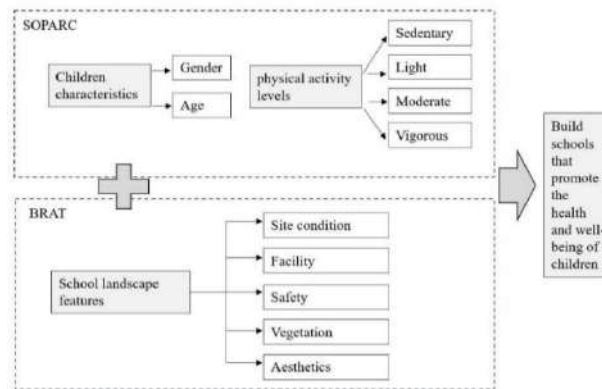 SOPARC
Children
characteristics
Gender
Age
physical activity
levels
Sedentary
Light
Moderate
Vigorous
BRAT
School landscape
features
Site condition
Facility
Safety
Vegetation
Aesthetics
Build
schools
that
promote
the
health
and well-
being of
children